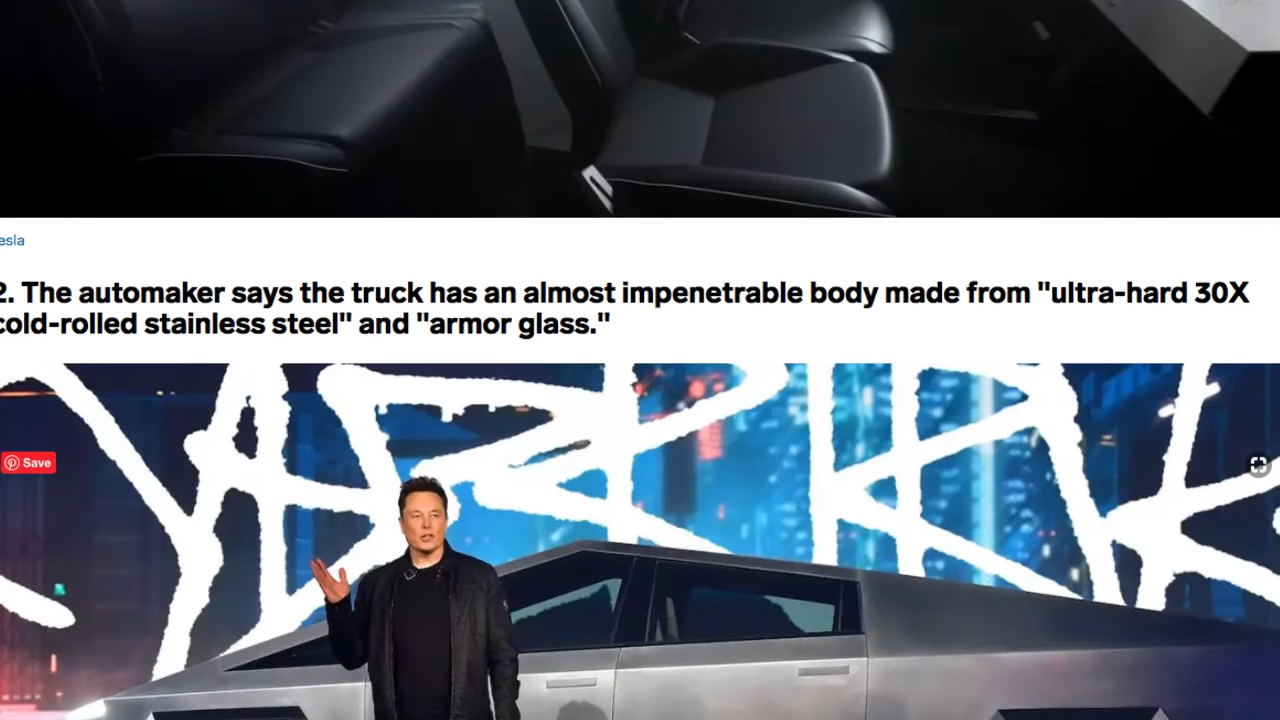 esla
2. The automaker says the truck has an almost impenetrable body made from "ultra-hard 30X
cold-rolled stainless steel" and "armor glass."
Save